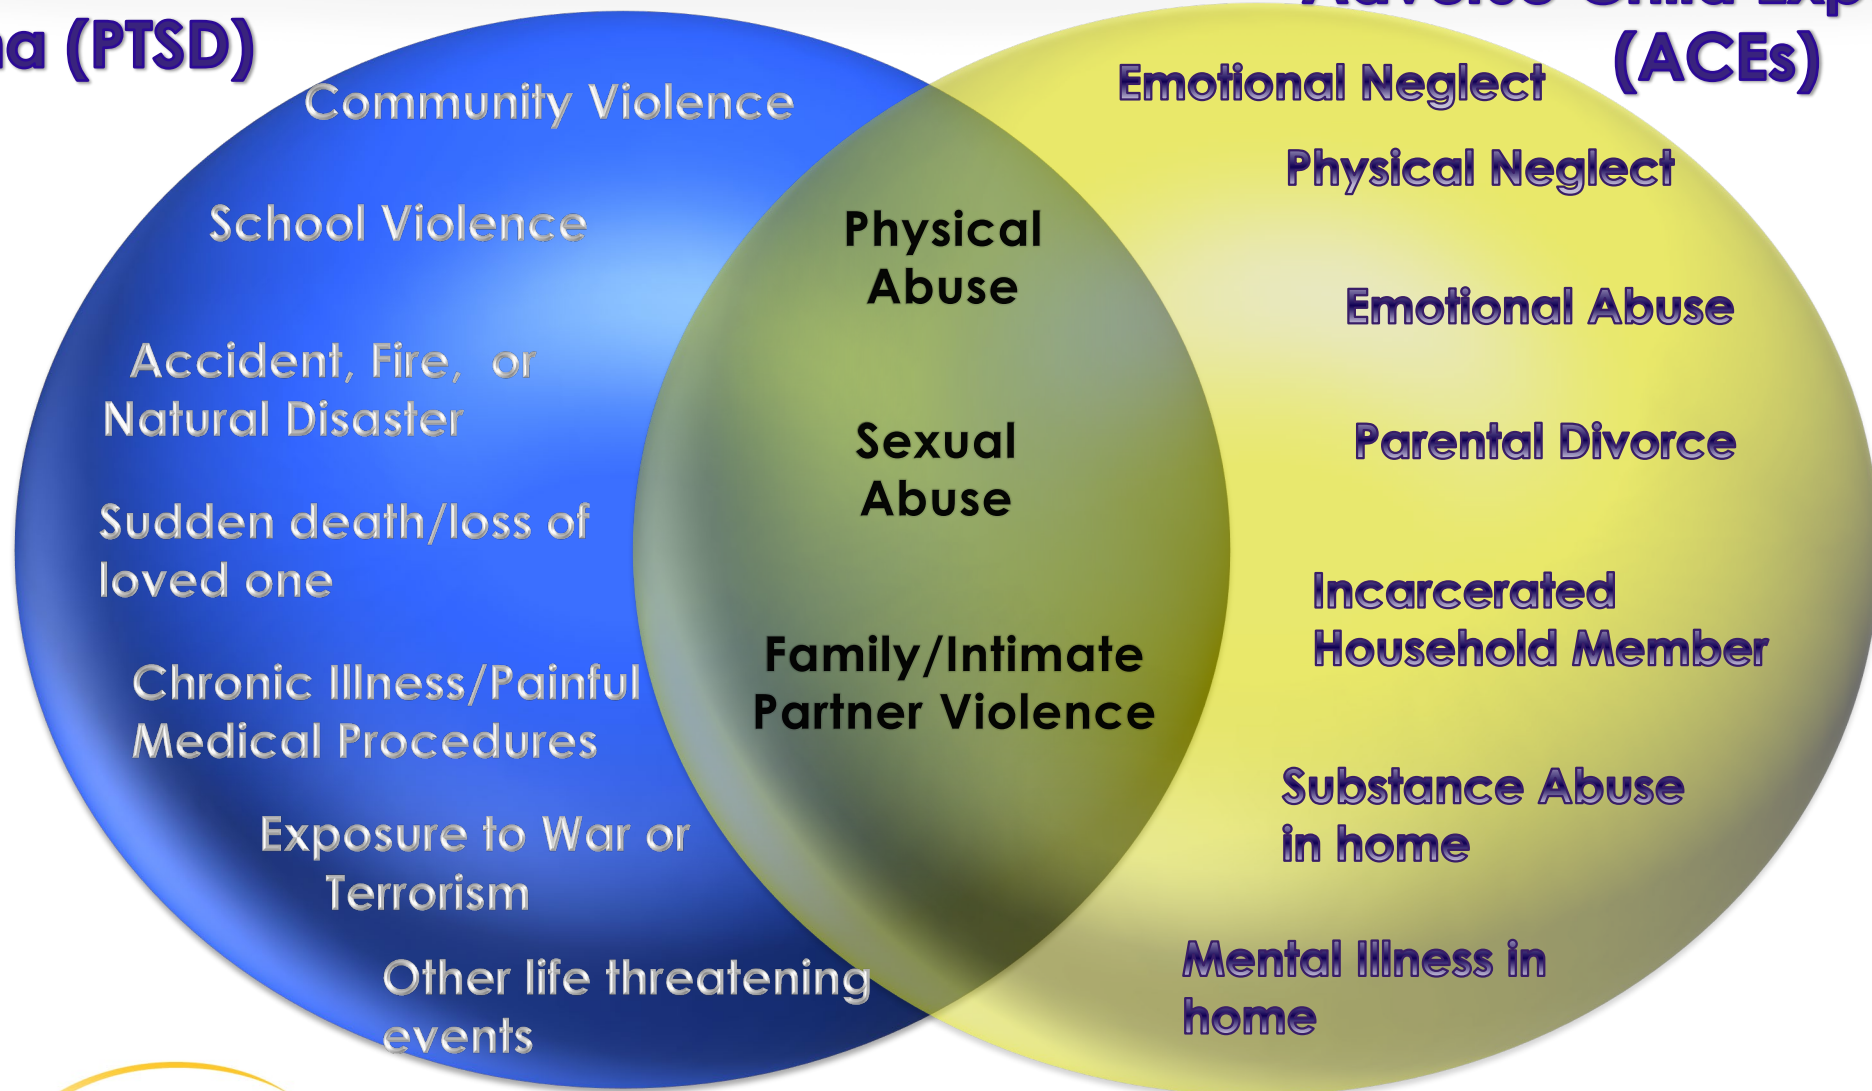 (PTSD)
(ACEs)
Community Violence
School Violence
Accident, Fire, or
Natural Disaster
Sudden death/loss of
loved one
Chronic Illness/Painful
Medical Procedures
Exposure to War or
Terrorism
Other life threatening
events
Physical
Abuse
Sexual
Abuse
Family/Intimate
Partner Violence
Emotional Neglect
Physical Neglect
Emotional Abuse
Parental Divorce
Incarcerated
Household Member
Substance Abuse
in home
Mental Illness in
home